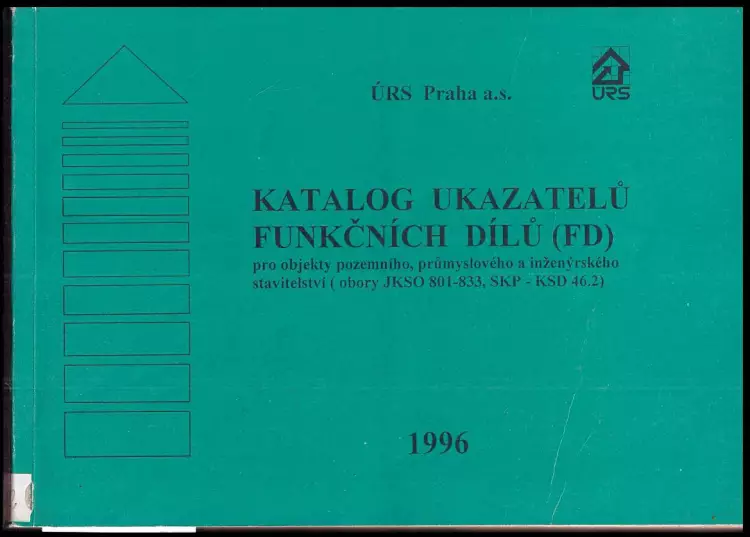 ÚRS Praha a.s.
ÚRS
KATALOG UKAZATELŮ
FUNKČNÍCH DÍLŮ (FD)
pro objekty pozemního, průmyslového a inženýrského
stavitelství ( obory JKSO 801-833, SKP - KSD 46.2)
1996